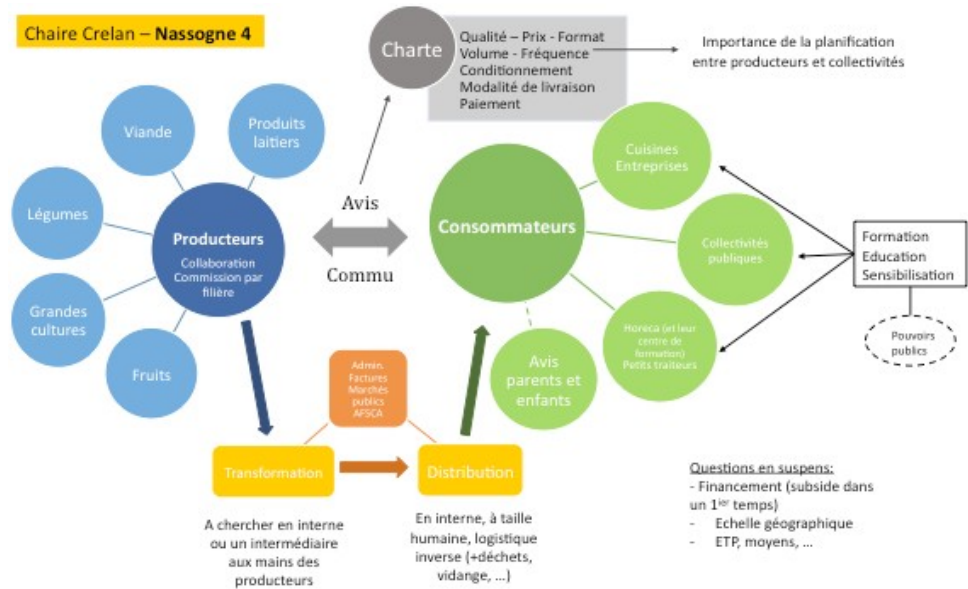 Chaire Crelan – Nassogne 4
Charte
Qualité – Prix - Format
Volume - Fréquence
Conditionnement
Modalité de livraison
Paiement
Importance de la planification
entre producteurs et collectivités
Viande
Produits
laitiers
Légumes
Grandes
cultures
Fruits
Producteurs
Collaboration
Commission par
filière
Avis
Commu
Consommateurs
Cuisines
Entreprises
Collectivités
publiques
Horeca (et leur
centre de
formation)
Petits traiteurs
Avis
parents et
enfants
Formation
Education
Sensibilisation
Pouvoirs
publics
Admin.
Factures
Marchés
publics
AFSCA
Transformation
Distribution
A chercher en interne
ou un intermédiaire
aux mains des
producteurs
En interne, à taille
humaine, logistique
inverse (+déchets,
vidange, ...)
Questions en suspens:
- Financement (subside dans
un 1ier temps)
- Echelle géographique
- ETP, moyens, ...